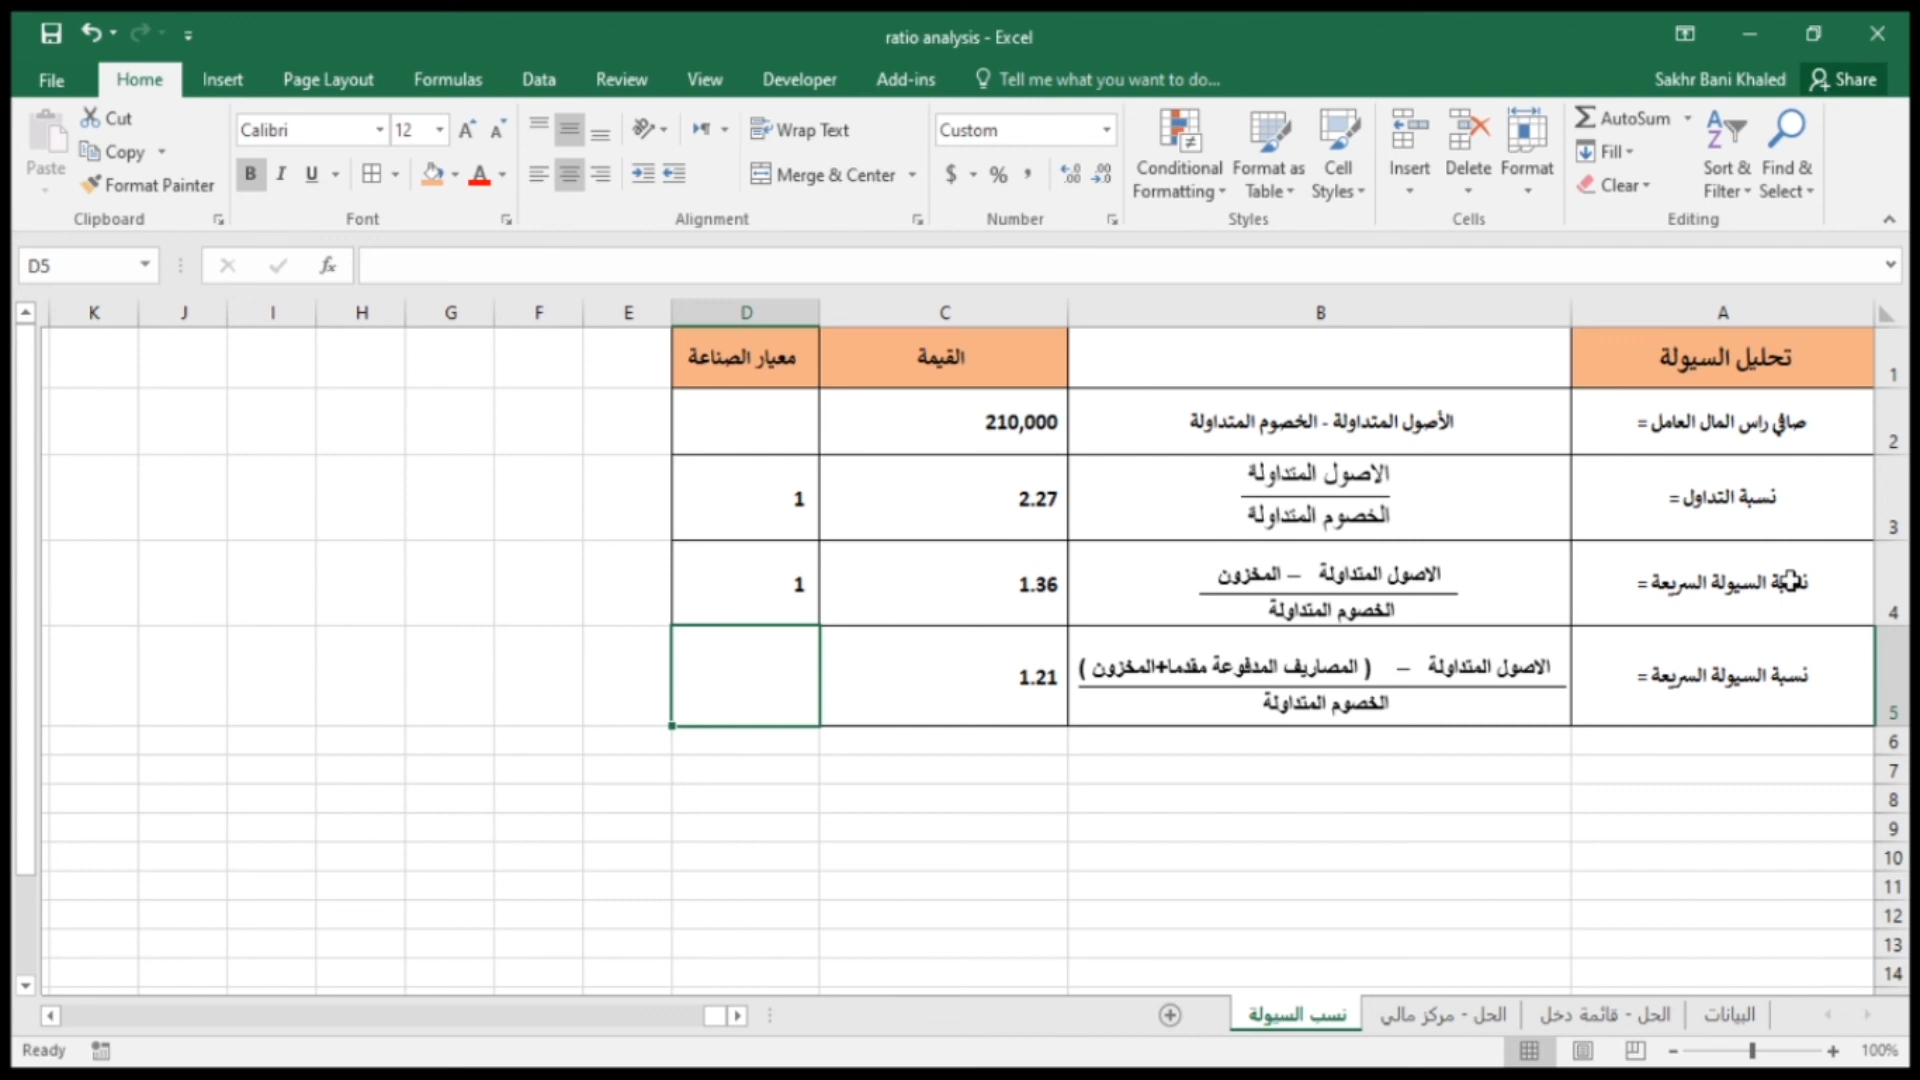 ratio analysis - Excel
File Home Insert Page Layout Formulas Data Review View Developer Add-ins Tell me what you want to do... Sakhr Bani Khaled Share
Paste Cut Copy Format Painter Clipboard
Calibri 12 B I U Font
Wrap Text Merge & Center Alignment
Custom $ % , Number
Conditional Formatting Format as Table Cell Styles Styles
Insert Delete Format Cells
AutoSum Fill Clear Sort & Filter Find & Select Editing
D5 fx
K J I H G F E D C B A
1 تحليل السيولة القيمة معيار الصناعة
2 صافي راس المال العامل = الأصول المتداولة - الخصوم المتداولة 210,000
3 نسبة التداول = الاصول المتداولة 2.27 1
الخصوم المتداولة
4 نسبة السيولة السريعة = الاصول المتداولة – المخزون 1.36 1
الخصوم المتداولة
5 نسبة السيولة السريعة = الاصول المتداولة – ( المصاريف المدفوعة مقدما+المخزون ) 1.21
الخصوم المتداولة
6
7
8
9
10
11
12
13
14
البيانات الحل - قائمة دخل الحل - مركز مالي نسب السيولة
Ready 100%